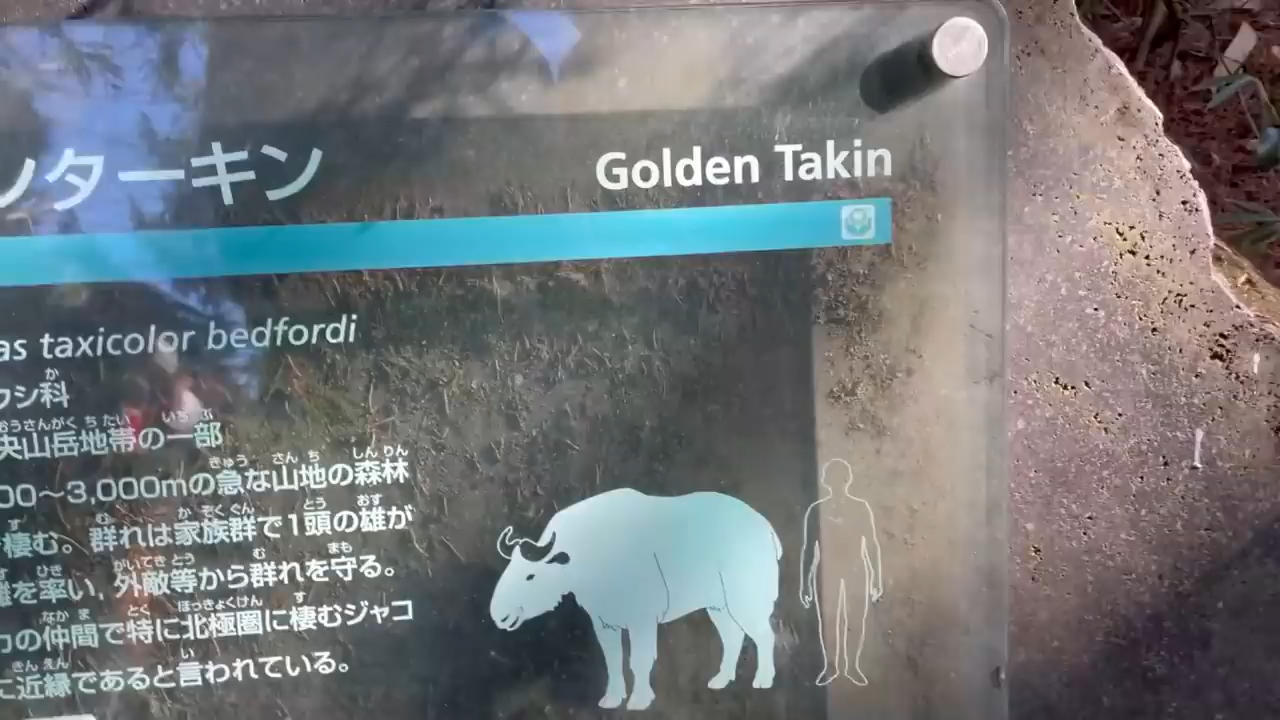 ンターキン
Golden Takin
as taxicolor bedfordi
ウシ科
央山岳地帯の一部
00～3,000mの急な山地の森林
棲む。群れは家族群で1頭の雄が
雌を率い、外敵等から群れを守る。
の仲間で特に北極圏に棲むジャコ
に近縁であると言われている。